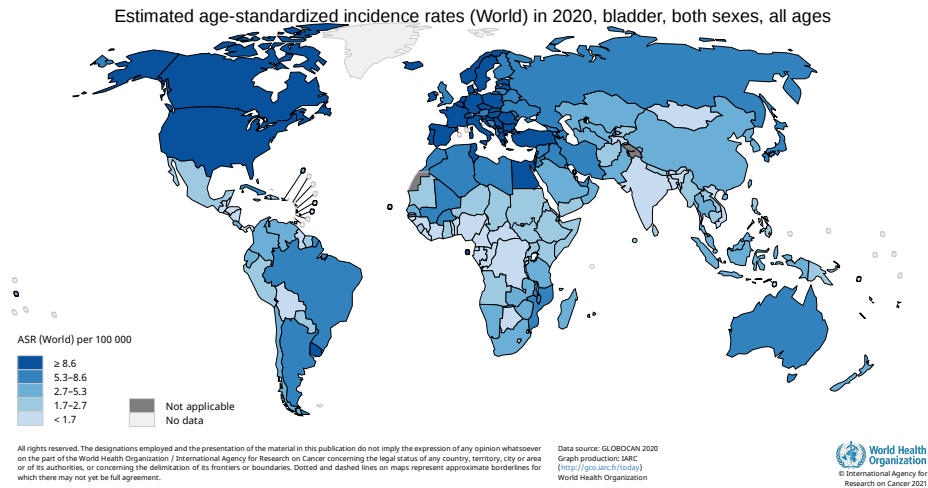 Estimated age-standardized incidence rates (World) in 2020, bladder, both sexes, all ages
ASR (World) per 100 000
≥ 8.6
5.3–8.6
2.7–5.3
1.7–2.7
< 1.7
Not applicable
No data
All rights reserved. The designations employed and the presentation of the material in this publication do not imply the expression of any opinion whatsoever
on the part of the World Health Organization / International Agency for Research on Cancer concerning the legal status of any country, territory, city or area
or of its authorities, or concerning the delimitation of its frontiers or boundaries. Dotted and dashed lines on maps represent approximate borderlines for
which there may not yet be full agreement.
Data source: GLOBOCAN 2020
Graph production: IARC
(http://gco.iarc.fr/today)
World Health Organization
World Health
Organization
© International Agency for
Research on Cancer 2021